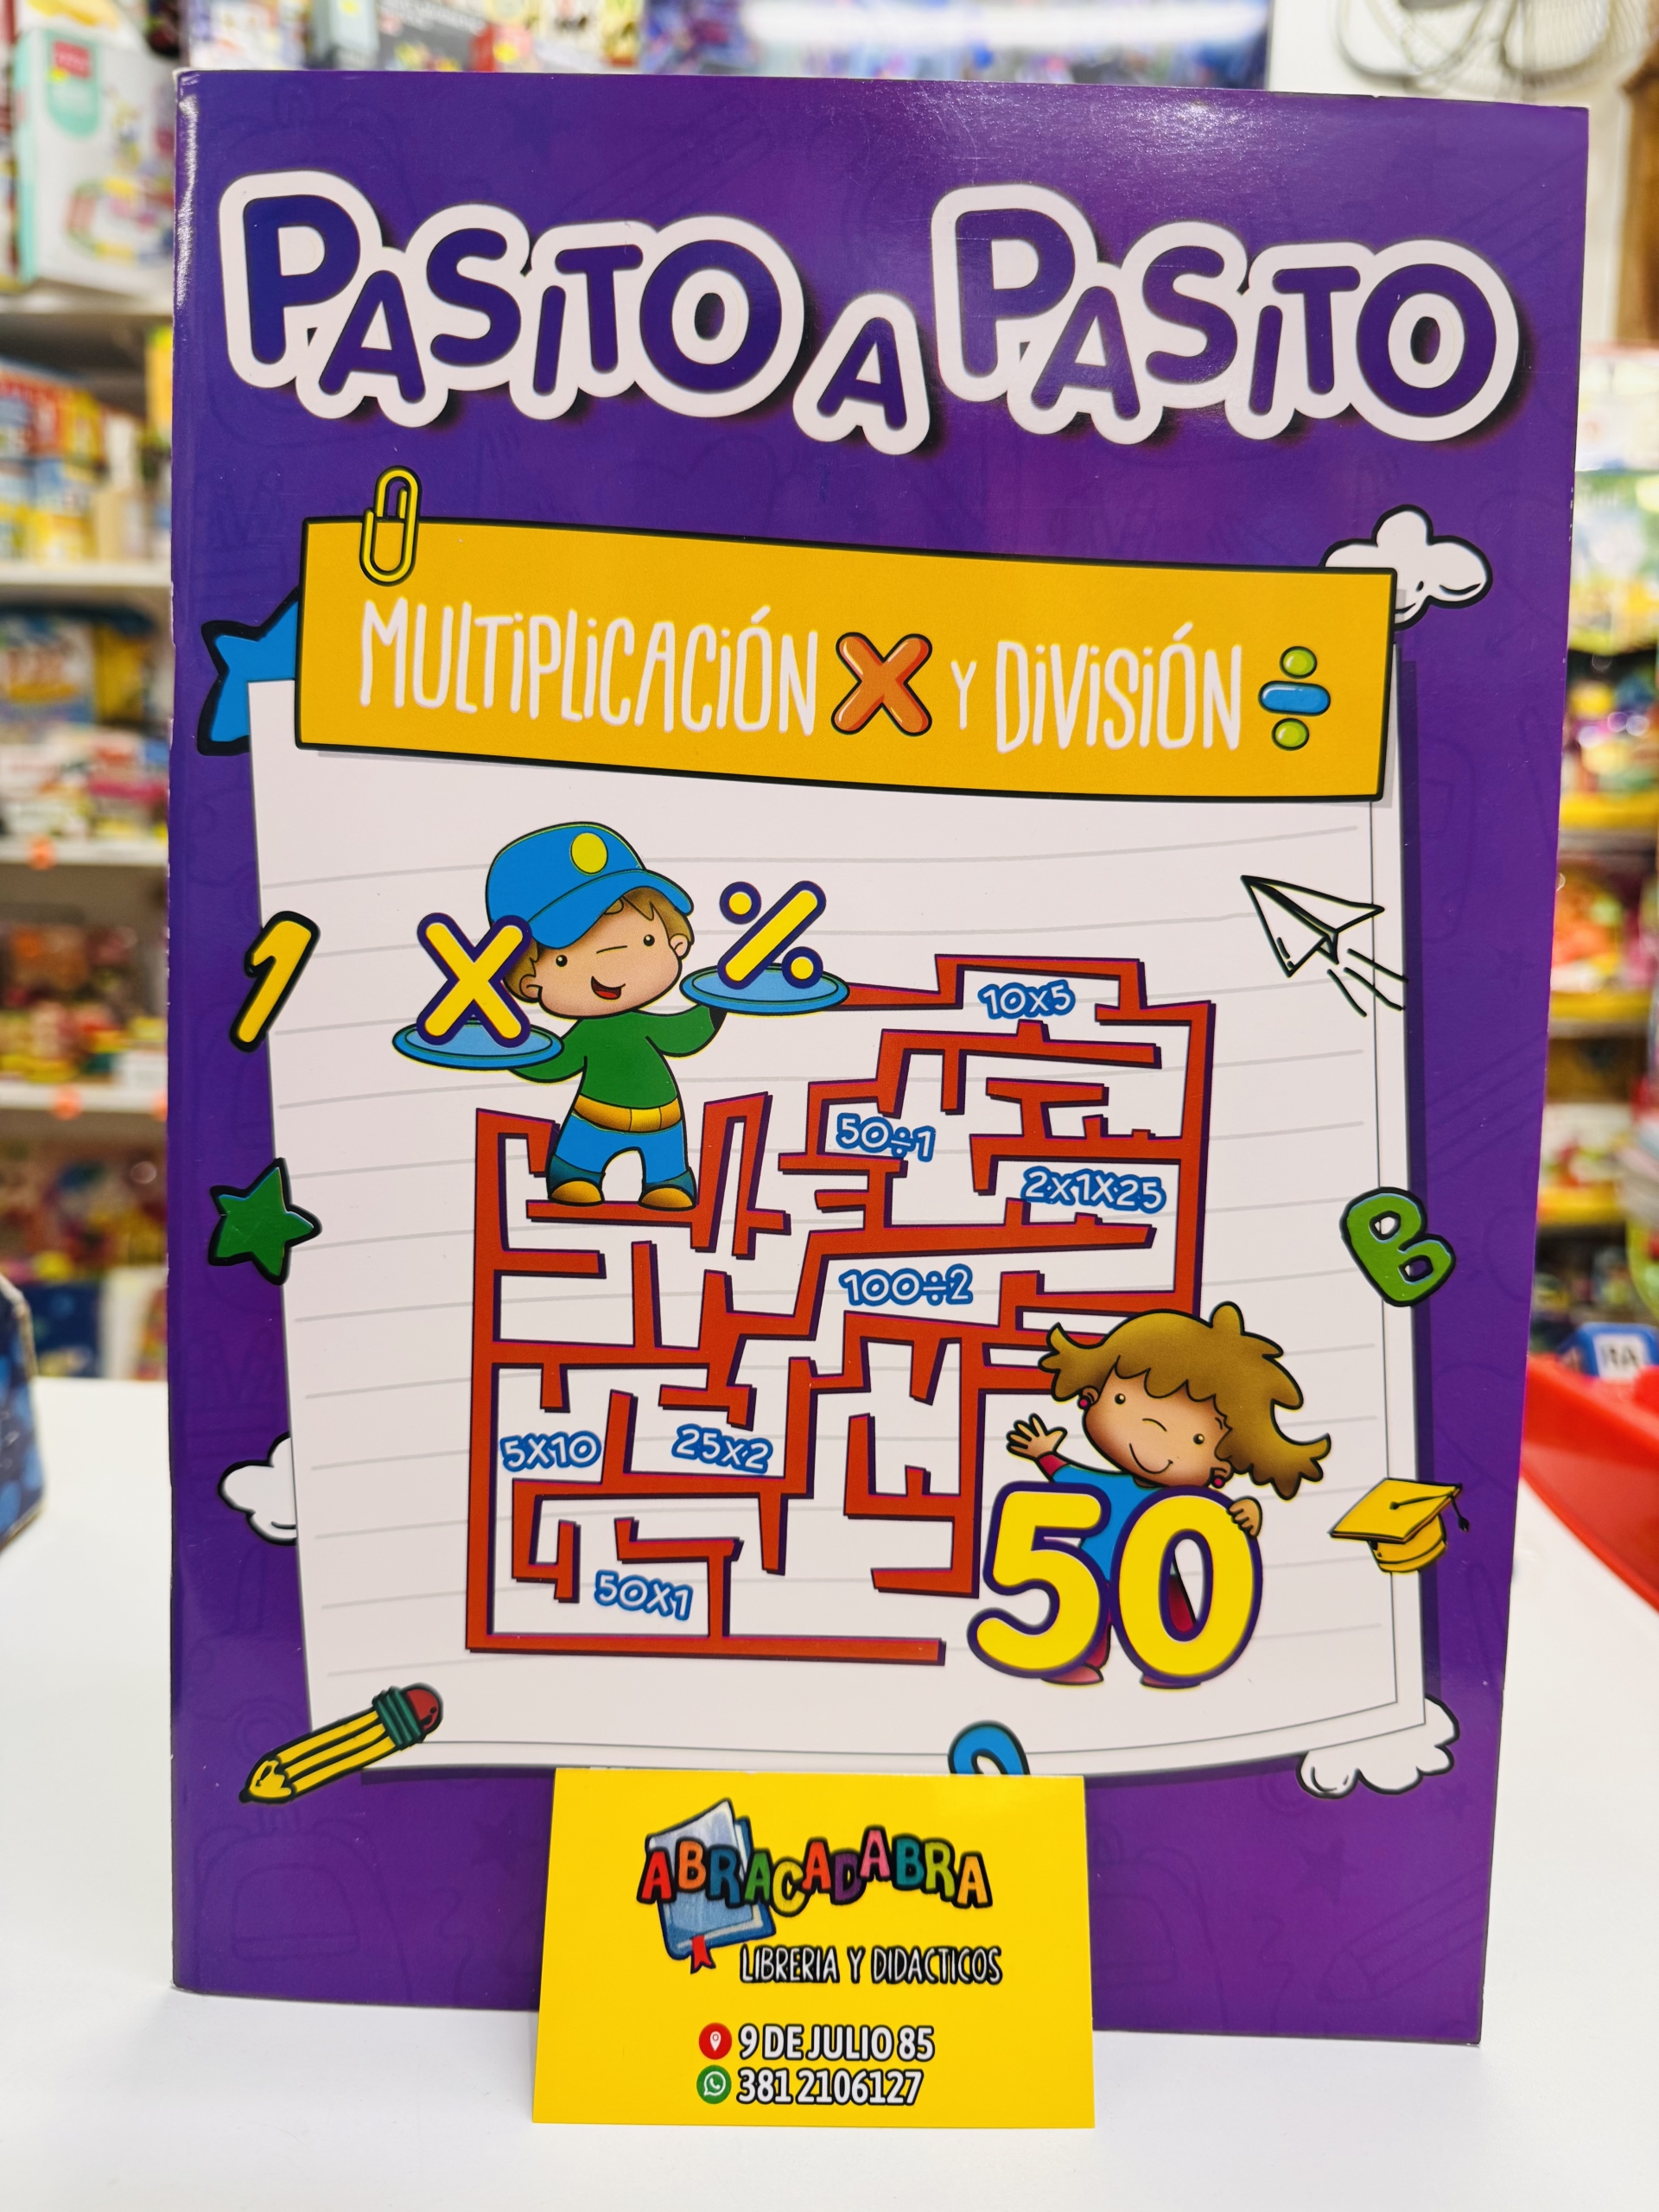 PASITO A PASITO
MULTIPLICACIÓN X Y DIVISIÓN ÷
1
X %
10x5
50÷1
2x1x25
B
100÷2
5x10 25x2
50
50x1
ABRACADABRA
LIBRERIA Y DIDACTICOS
9 DE JULIO 85
381 2106127